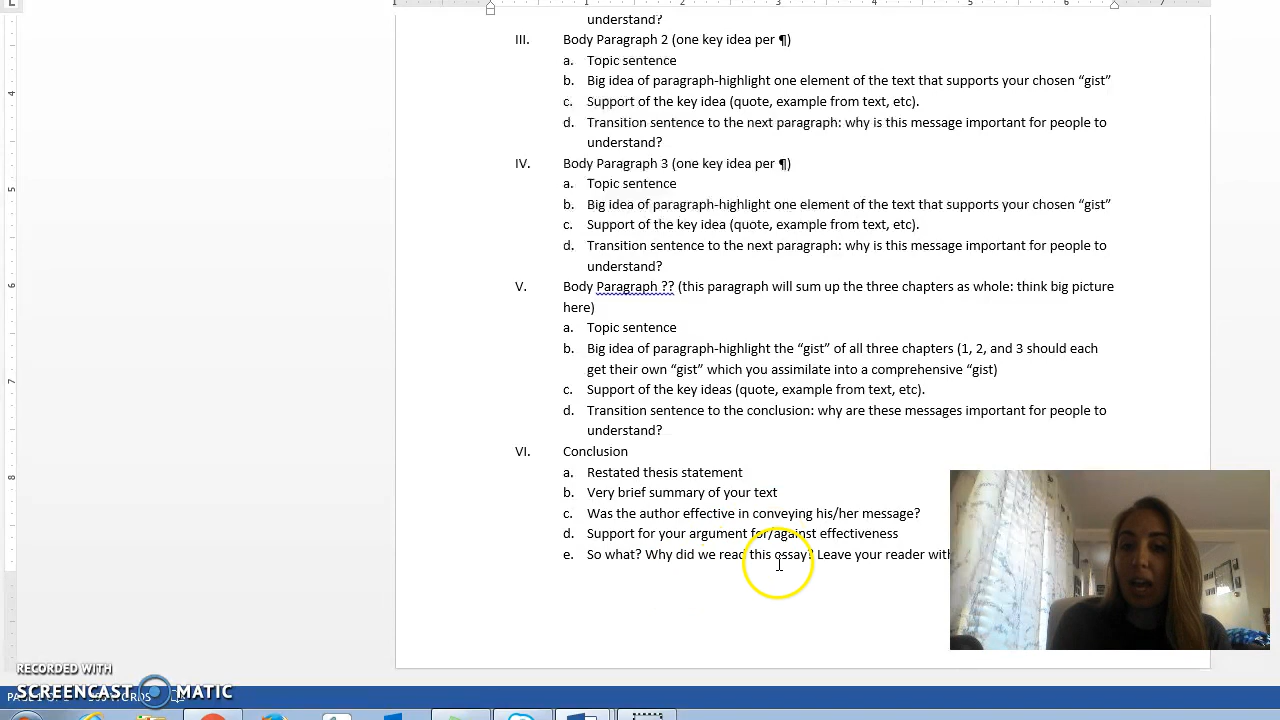 understand?
III. Body Paragraph 2 (one key idea per ¶)
a. Topic sentence
b. Big idea of paragraph-highlight one element of the text that supports your chosen “gist”
c. Support of the key idea (quote, example from text, etc).
d. Transition sentence to the next paragraph: why is this message important for people to
understand?
IV. Body Paragraph 3 (one key idea per ¶)
a. Topic sentence
b. Big idea of paragraph-highlight one element of the text that supports your chosen “gist”
c. Support of the key idea (quote, example from text, etc).
d. Transition sentence to the next paragraph: why is this message important for people to
understand?
V. Body Paragraph ?? (this paragraph will sum up the three chapters as whole: think big picture
here)
a. Topic sentence
b. Big idea of paragraph-highlight the “gist” of all three chapters (1, 2, and 3 should each
get their own “gist” which you assimilate into a comprehensive “gist)
c. Support of the key ideas (quote, example from text, etc).
d. Transition sentence to the conclusion: why are these messages important for people to
understand?
VI. Conclusion
a. Restated thesis statement
b. Very brief summary of your text
c. Was the author effective in conveying his/her message?
d. Support for your argument for/against effectiveness
e. So what? Why did we read this essay? Leave your reader with
RECORDED WITH
SCREENCAST MATIC